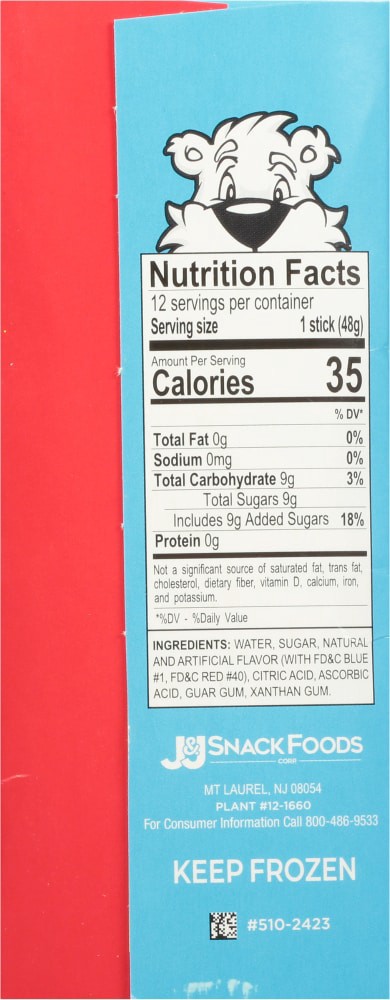 Nutrition Facts
12 servings per container
Serving size 1 stick (48g)
Amount Per Serving
Calories 35
% DV*
Total Fat 0g 0%
Sodium 0mg 0%
Total Carbohydrate 9g 3%
Total Sugars 9g
Includes 9g Added Sugars 18%
Protein 0g
Not a significant source of saturated fat, trans fat,
cholesterol, dietary fiber, vitamin D, calcium, iron,
and potassium.
*%DV - %Daily Value
INGREDIENTS: WATER, SUGAR, NATURAL
AND ARTIFICIAL FLAVOR (WITH FD&C BLUE
#1, FD&C RED #40), CITRIC ACID, ASCORBIC
ACID, GUAR GUM, XANTHAN GUM.
J&J SNACK FOODS
CORP
MT LAUREL, NJ 08054
PLANT #12-1660
For Consumer Information Call 800-486-9533
KEEP FROZEN
#510-2423